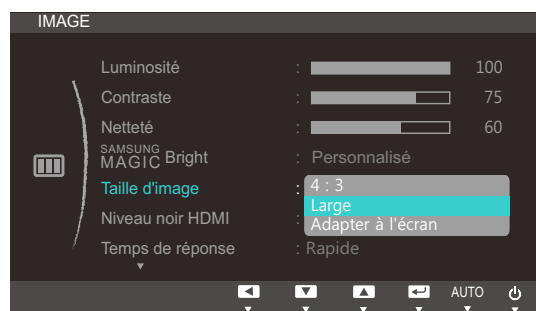 IMAGE
Luminosité : 100
Contraste : 75
Netteté : 60
SAMSUNG MAGIC Bright : Personnalisé
Taille d'image : 4 : 3
Large
Niveau noir HDMI : Adapter à l'écran
Temps de réponse : Rapide
AUTO